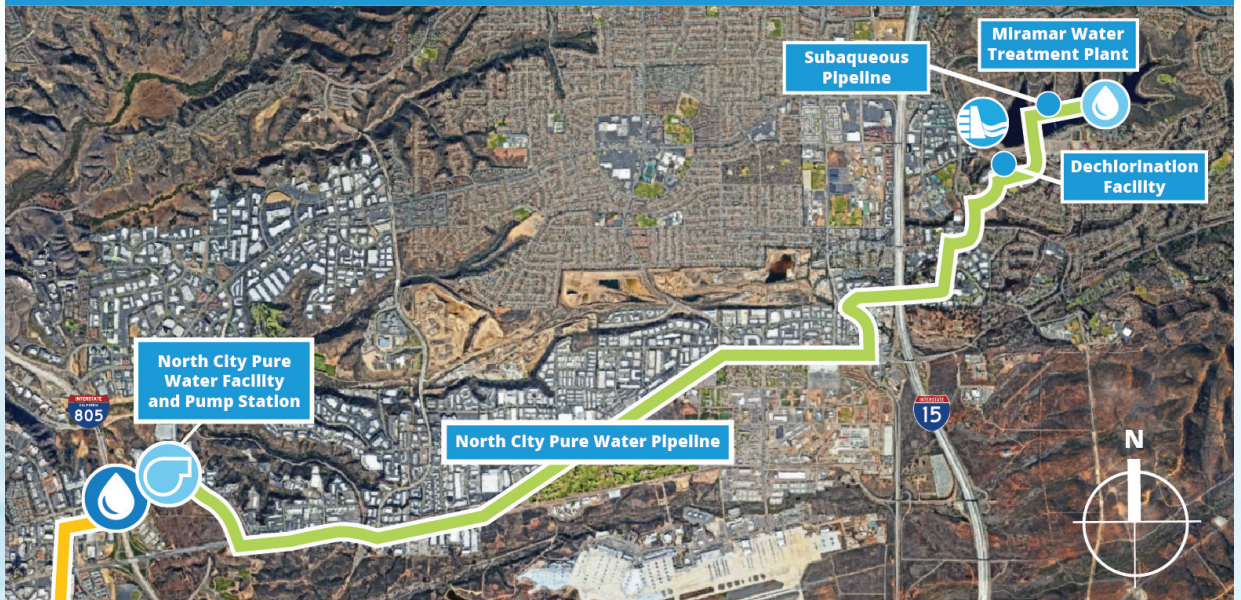 Miramar Water
Treatment Plant
Subaqueous
Pipeline
Dechlorination
Facility
North City Pure
Water Facility
and Pump Station
INTERSTATE
CALIFORNIA
805
INTERSTATE
15
North City Pure Water Pipeline
N